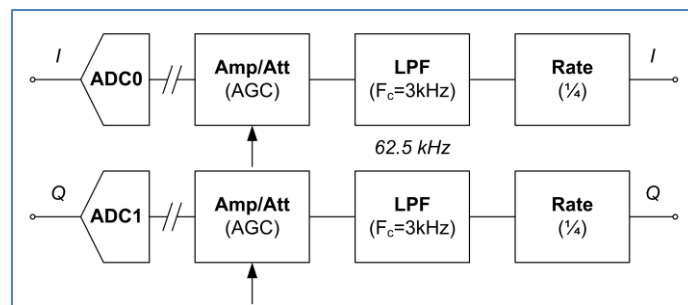 I
ADC0
Amp/Att
(AGC)
LPF
(Fc=3kHz)
Rate
(¼)
I
62.5 kHz
Q
ADC1
Amp/Att
(AGC)
LPF
(Fc=3kHz)
Rate
(¼)
Q